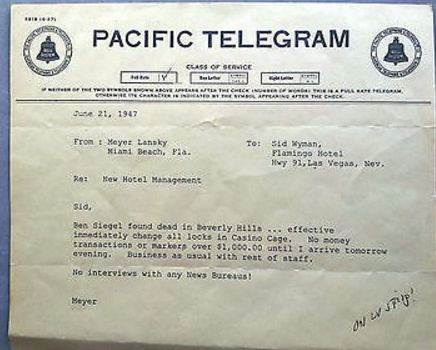 PACIFIC TELEGRAM
CLASS OF SERVICE
Full Rate
Day Letter
Night Letter
IF NEITHER OF THE TWO SYMBOLS SHOWN ABOVE APPEARS AFTER THE CHECK (NUMBER OF WORDS) THIS IS A FULL RATE TELEGRAM,
OTHERWISE ITS CHARACTER IS INDICATED BY THE SYMBOL APPEARING AFTER THE CHECK.
June 21, 1947
From : Meyer Lansky
Miami Beach, Fla.
To: Sid Wyman,
Flamingo Hotel
Hwy 91, Las Vegas, Nev.
Re: New Hotel Management
Sid,
Ben Siegel found dead in Beverly Hills ... effective
immediately change all locks in Casino Cage. No money
transactions or markers over $1,000.00 until I arrive tomorrow
evening. Business as usual with rest of staff.
No interviews with any News Bureaus!
Meyer